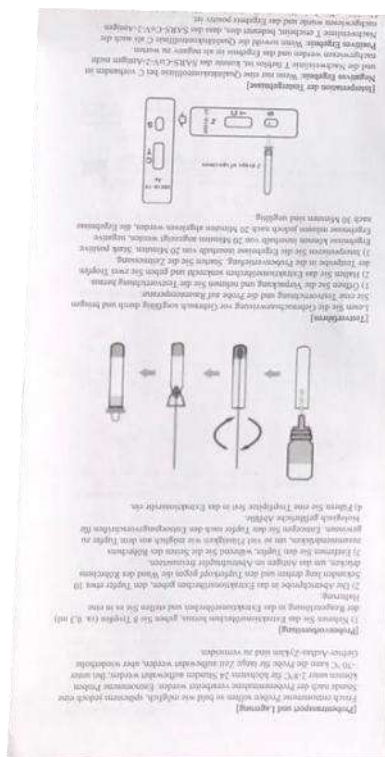 [Probentransport und Lagerung]
Frisch entnommene Proben sollten so bald wie möglich, spätestens jedoch eine
Stunde nach der Probenentnahme verarbeitet werden. Entnommene Proben
können unter 2-8°C für höchstens 24 Stunden aufbewahrt werden. Bei unter
-70 °C kann die Probe für lange Zeit aufbewahrt werden, aber wiederholte
Gefrier-Auftau-Zyklen sind zu vermeiden.
[Probenvorbereitung]
1) Nehmen Sie das Extraktionsröhrchen heraus, geben Sie 9 Tropfen (ca. 0,3 ml)
der Reagenzlösung in das Extraktionsröhrchen und stellen Sie es in eine
Halterung.
2) Die Abstrichprobe in das Extraktionsröhrchen geben, den Tupfer etwa 10
Sekunden lang drehen und den Tupferkopf gegen die Wand des Röhrchens
drücken, um das Antigen im Abstrichtupfer freizusetzen.
3) Entfernen Sie den Tupfer, während Sie die Seiten des Röhrchens
zusammendrücken, um so viel Flüssigkeit wie möglich aus dem Tupfer zu
gewinnen. Entsorgen Sie den Tupfer nach den Entsorgungsvorschriften für
biologisch gefährliche Abfälle.
4) Führen Sie eine Tropfspitze fest in das Extraktionsrohr ein.
[Testverfahren]
Lesen Sie die Gebrauchsanweisung vor Gebrauch sorgfältig durch und bringen
Sie eine Testvorrichtung und die Probe auf Raumtemperatur.
1) Öffnen Sie die Verpackung und nehmen Sie die Testvorrichtung heraus
2) Halten Sie das Extraktionsröhrchen senkrecht und geben Sie zwei Tropfen
der Testprobe in die Probenvertiefung. Starten Sie die Zeitmessung
3) Interpretieren Sie die Ergebnisse innerhalb von 20 Minuten. Stark positive
Ergebnisse können innerhalb von 20 Minuten angezeigt werden, negative
Ergebnisse müssen jedoch nach 20 Minuten abgelesen werden, die Ergebnisse
nach 30 Minuten sind ungültig
2 drops of specimen
C
T
S
C
T
S
[Interpretation der Testergebnisse]
Negatives Ergebnis: Wenn nur eine Qualitätskontrolllinie bei C vorhanden ist
und die Nachweislinie T farblos ist, konnte das SARS-CoV-2-Antigen nicht
nachgewiesen werden und das Ergebnis ist als negativ zu werten.
Positives Ergebnis: Wenn sowohl die Qualitätskontrolllinie C als auch die
Nachweislinie T erscheint, bedeutet dies, dass das SARS-CoV-2-Antigen
nachgewiesen wurde und das Ergebnis positiv ist.